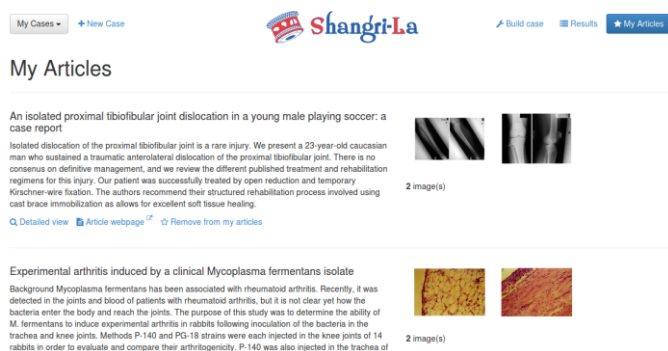 My Cases
+ New Case
Shangri-La
Build case
Results
My Articles
My Articles
An isolated proximal tibiofibular joint dislocation in a young male playing soccer: a
case report
Isolated dislocation of the proximal tibiofibular joint is a rare injury. We present a 23-year-old caucasian
man who sustained a traumatic anterolateral dislocation of the proximal tibiofibular joint. There is no
consenus on definitive management, and we review the different published treatment and rehabilitation
regimens for this injury. Our patient was successfully treated by open reduction and temporary
Kirschner-wire fixation. The authors recommend their structured rehabilitation process involved using
cast brace immobilization as allows for excellent soft tissue healing.
2 image(s)
Detailed view Article webpage Remove from my articles
Experimental arthritis induced by a clinical Mycoplasma fermentans isolate
Background Mycoplasma fermentans has been associated with rheumatoid arthritis. Recently, it was
detected in the joints and blood of patients with rheumatoid arthritis, but it is not clear yet how the
bacteria enter the body and reach the joints. The purpose of this study was to determine the ability of
M. fermentans to induce experimental arthritis in rabbits following inoculation of the bacteria in the
trachea and knee joints. Methods P-140 and PG-18 strains were each injected in the knee joints of 14
rabbits in order to evaluate and compare their arthritogenicity. P-140 was also injected in the trachea of
2 image(s)